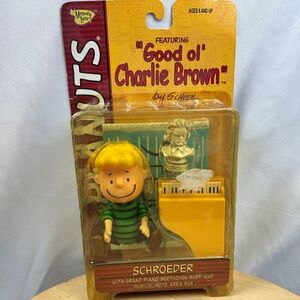 AGES 6 AND UP
FEATURING
"Good ol'
Charlie Brown"
by Schulz
PEANUTS
SCHROEDER
WITH GRAND PIANO, BEETHOVEN BUST AND
MUSICAL NOTE AREA RUG